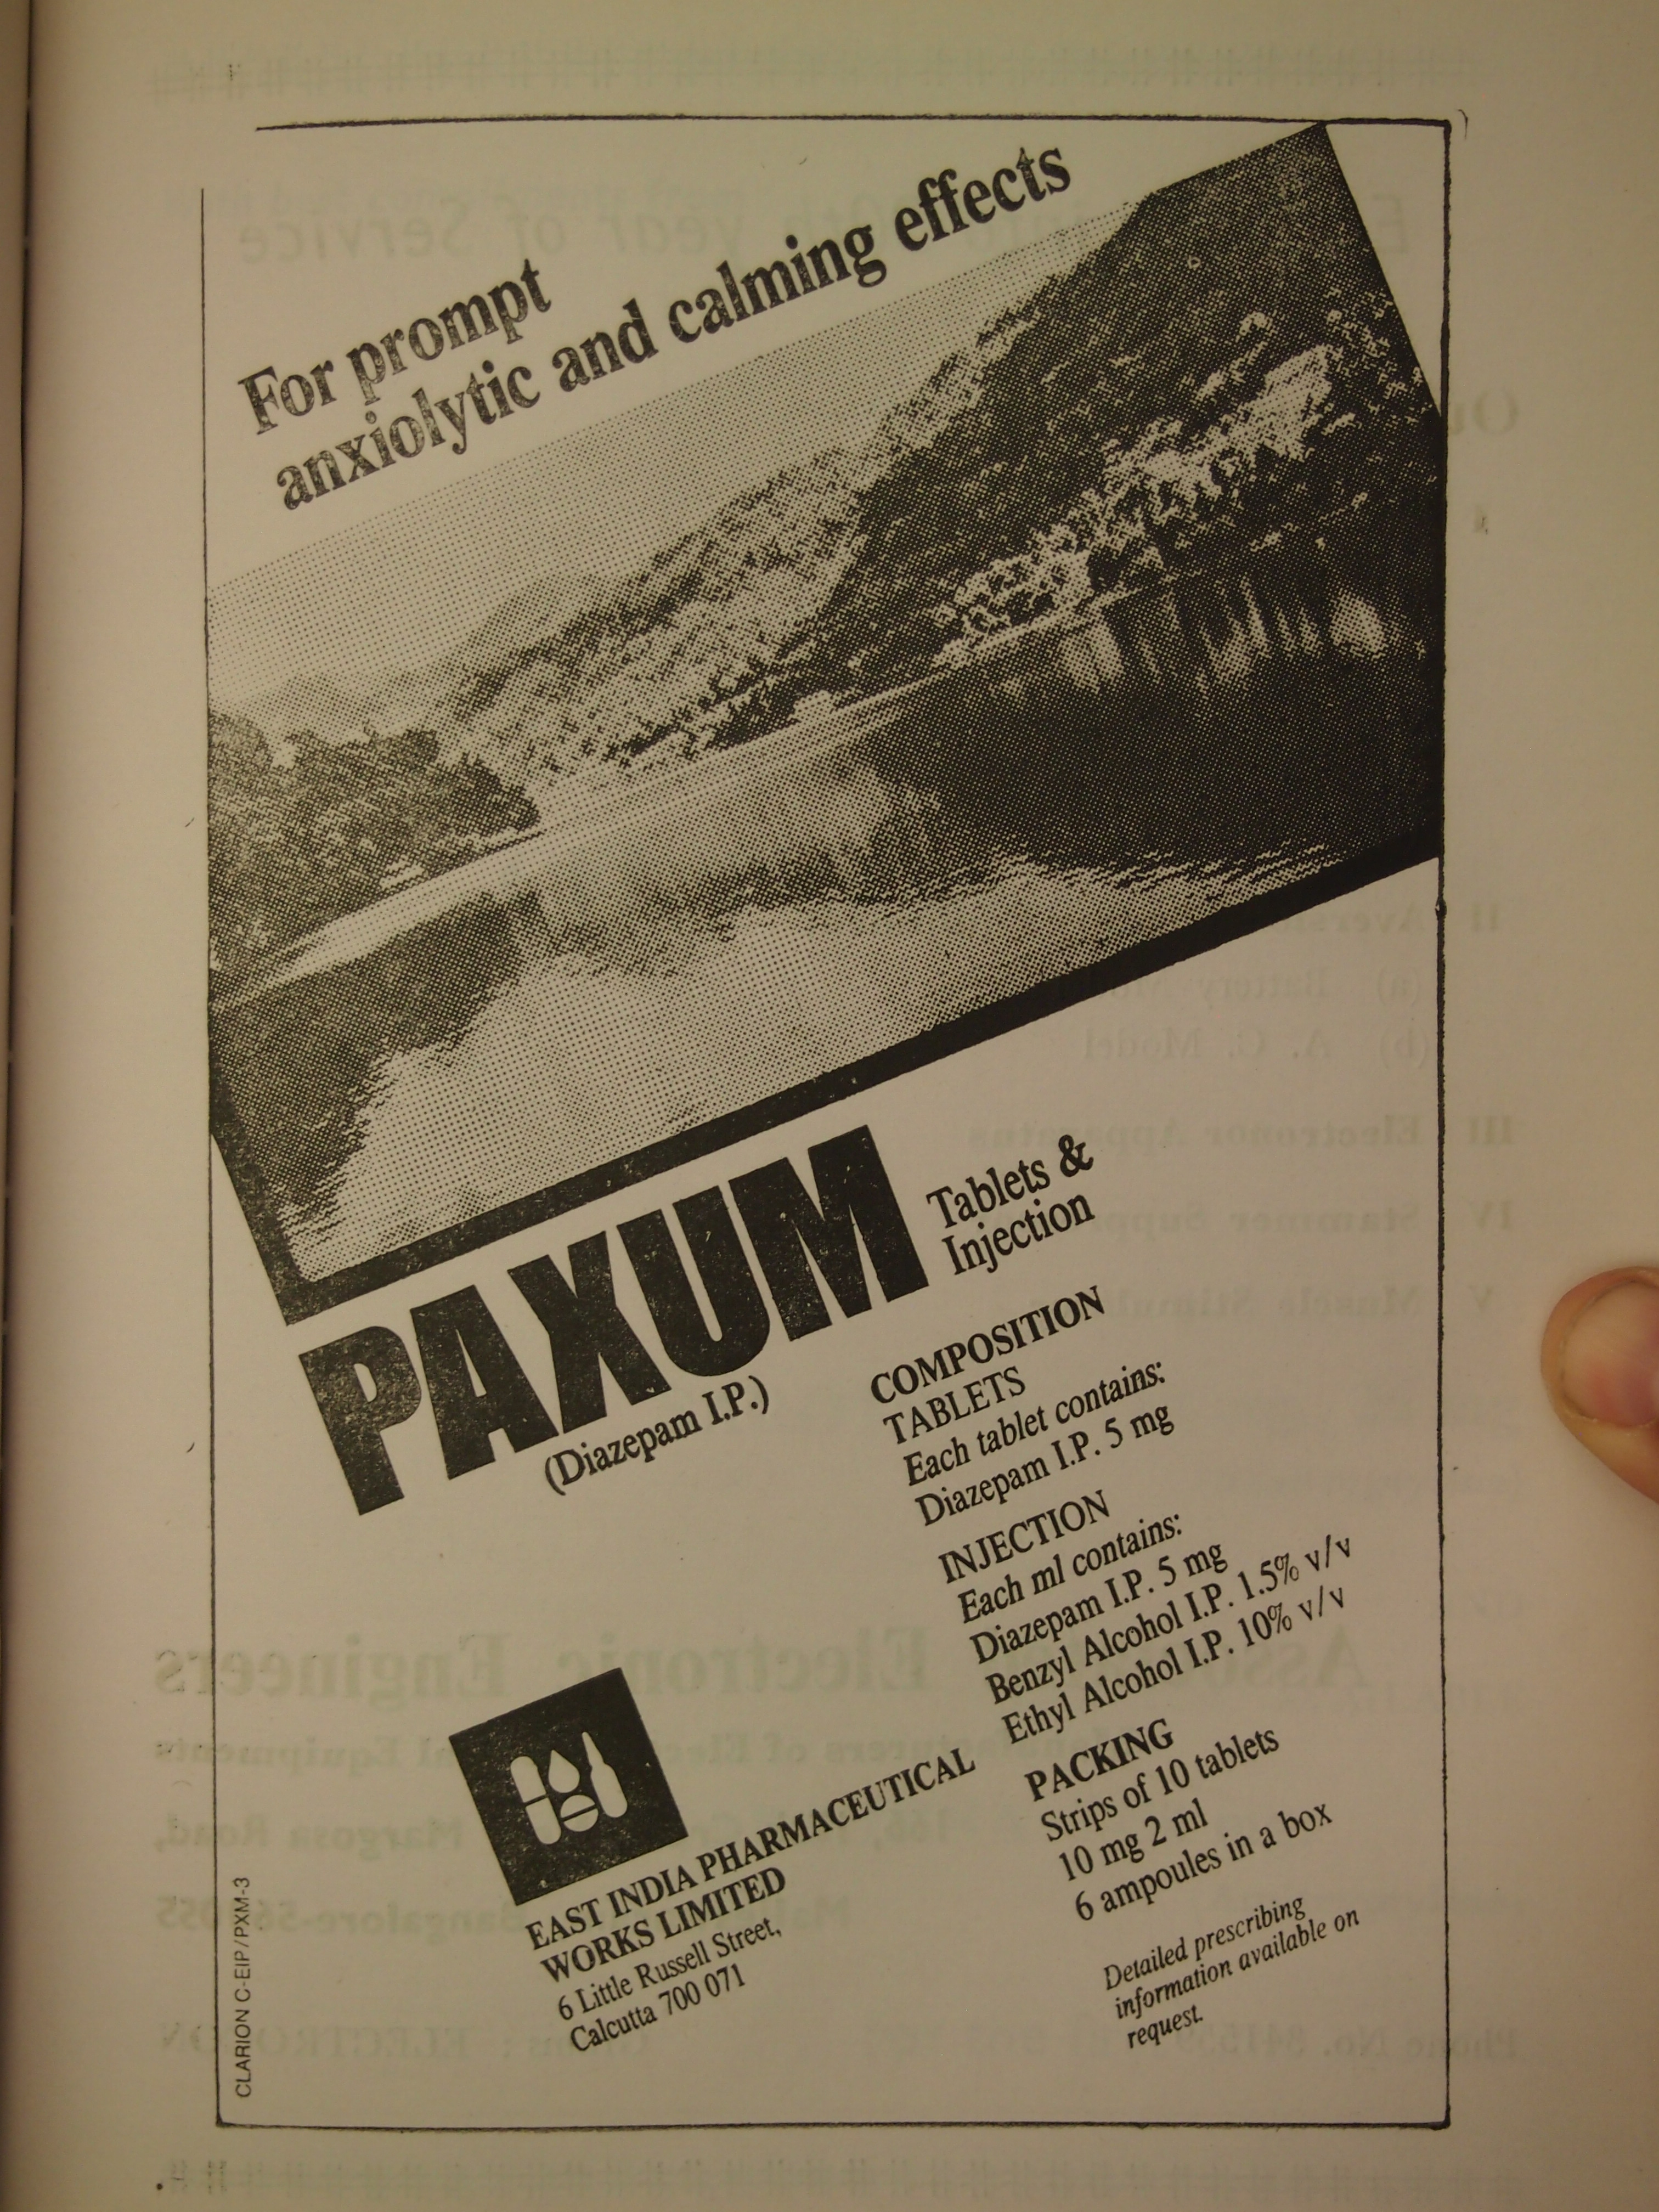 For prompt
anxiolytic and calming effects
PAXUM
Tablets &
Injection
(Diazepam I.P.)
COMPOSITION
TABLETS
Each tablet contains:
Diazepam I.P. 5 mg
INJECTION
Each ml contains:
Diazepam I.P. 5 mg
Benzyl Alcohol I.P. 1.5% v/v
Ethyl Alcohol I.P. 10% v/v
PACKING
Strips of 10 tablets
10 mg 2 ml
6 ampoules in a box
Detailed prescribing
information available on
request.
EAST INDIA PHARMACEUTICAL
WORKS LIMITED
6 Little Russell Street,
Calcutta 700 071
CLARION C-EIP/PXM-3